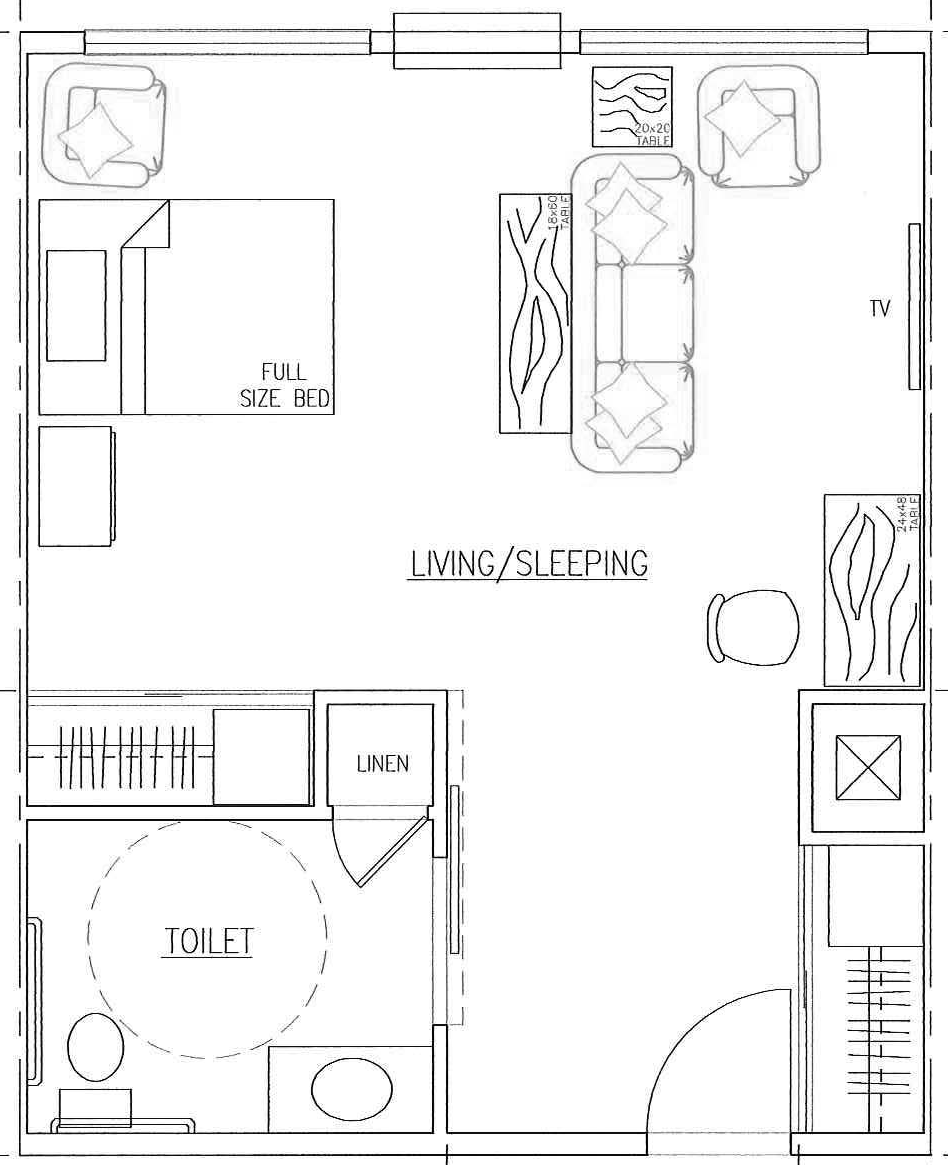 20x20
TABLE
18x60
TABLE
TV
FULL
SIZE BED
24x48
TABLE
LIVING/SLEEPING
LINEN
TOILET